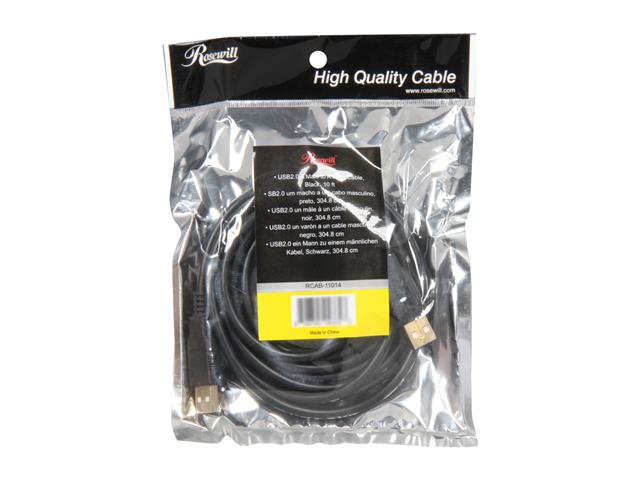 Rosewill
High Quality Cable
www.rosewill.com
Rosewill
• USB2.0 A Male to A Cable,
Black, 10 ft
• SB2.0 um macho a um cabo masculino,
preto, 304.8 cm
• USB2.0 un mâle à un câble
noir, 304.8 cm
• USB2.0 un varón a un cable
negro, 304.8 cm
• USB2.0 ein Mann zu einem männlichen
Kabel, Schwarz, 304.8 cm
RCAB-11014
Made in China